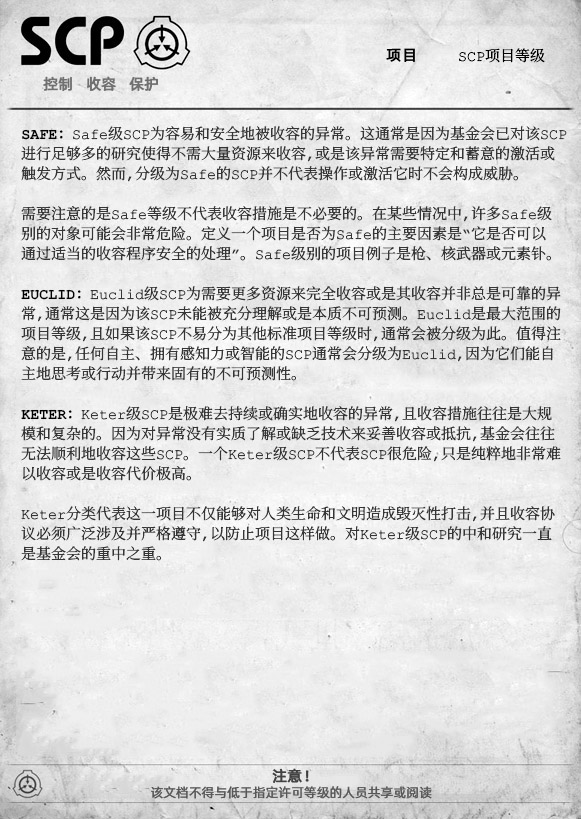 SCP
控制 收容 保护
项目 SCP项目等级
SAFE: Safe级SCP为容易和安全地被收容的异常。这通常是因为基金会已对该SCP
进行足够多的研究使得不需大量资源来收容,或是该异常需要特定和蓄意的激活或
触发方式。然而,分级为Safe的SCP并不代表操作或激活它时不会构成威胁。
需要注意的是Safe等级不代表收容措施是不必要的。在某些情况中,许多Safe级
别的对象可能会非常危险。定义一个项目是否为Safe的主要因素是“它是否可以
通过适当的收容程序安全的处理”。Safe级别的项目例子是枪、核武器或元素钋。
EUCLID: Euclid级SCP为需要更多资源来完全收容或是其收容并非总是可靠的异
常,通常这是因为该SCP未能被充分理解或是本质不可预测。Euclid是最大范围的
项目等级,且如果该SCP不易分为其他标准项目等级时,通常会被分级为此。值得注
意的是,任何自主、拥有感知力或智能的SCP通常会分级为Euclid,因为它们能自
主地思考或行动并带来固有的不可预测性。
KETER: Keter级SCP是极难去持续或确实地收容的异常,且收容措施往往是大规
模和复杂的。因为对异常没有实质了解或缺乏技术来妥善收容或抵抗,基金会往往
无法顺利地收容这些SCP。一个Keter级SCP不代表SCP很危险,只是纯粹地非常难
以收容或是收容代价极高。
Keter分类代表这一项目不仅能够对人类生命和文明造成毁灭性打击,并且收容协
议必须广泛涉及并严格遵守,以防止项目这样做。对Keter级SCP的中和研究一直
是基金会的重中之重。
注意!
该文档不得与低于指定许可等级的人员共享或阅读